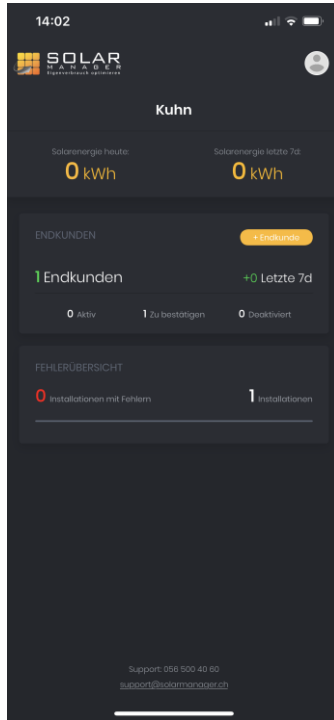 14:02
SOLAR
MANAGER
Eigenverbrauch optimieren
Kuhn
Solarenergie heute: Solarenergie letzte 7d:
0 kWh 0 kWh
ENDKUNDEN + Endkunde
1 Endkunden +0 Letzte 7d
0 Aktiv 1 Zu bestätigen 0 Deaktiviert
FEHLERÜBERSICHT
0 Installationen mit Fehlern 1 Installationen
Support: 056 500 40 60
support@solarmanager.ch